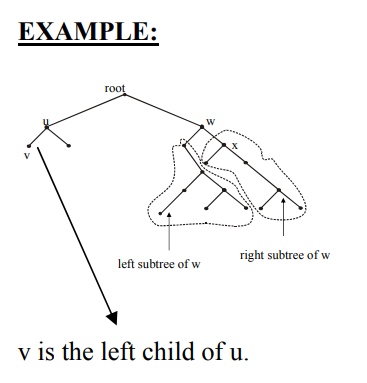 EXAMPLE:
root
u
w
v
x
left subtree of w
right subtree of w
v is the left child of u.